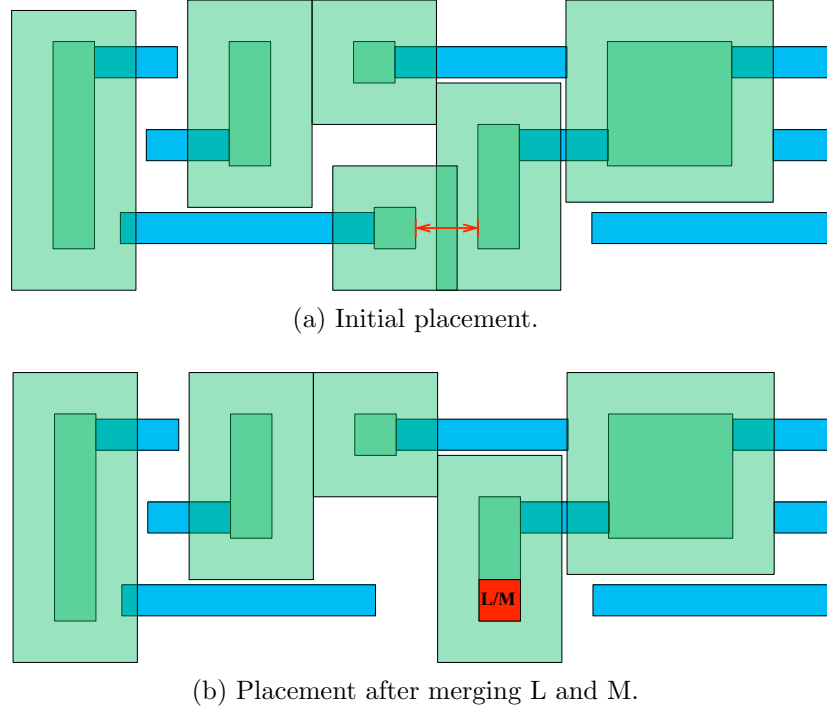 (a) Initial placement.
L/M
(b) Placement after merging L and M.